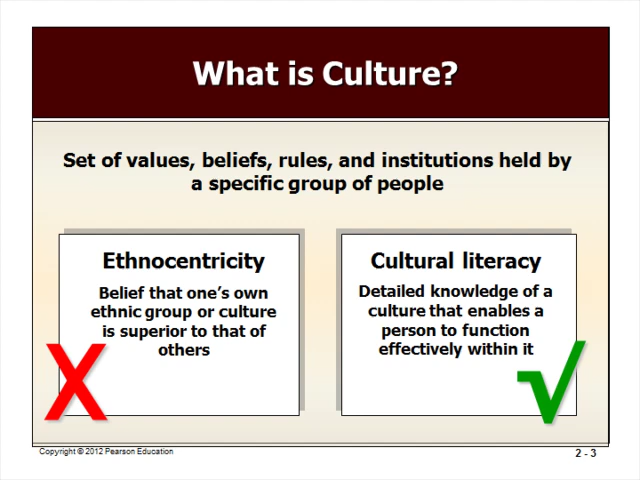 What is Culture?
Set of values, beliefs, rules, and institutions held by
a specific group of people
Ethnocentricity
Belief that one’s own
ethnic group or culture
is superior to that of
others
X
Cultural literacy
Detailed knowledge of a
culture that enables a
person to function
effectively within it
√
Copyright © 2012 Pearson Education
2 - 3